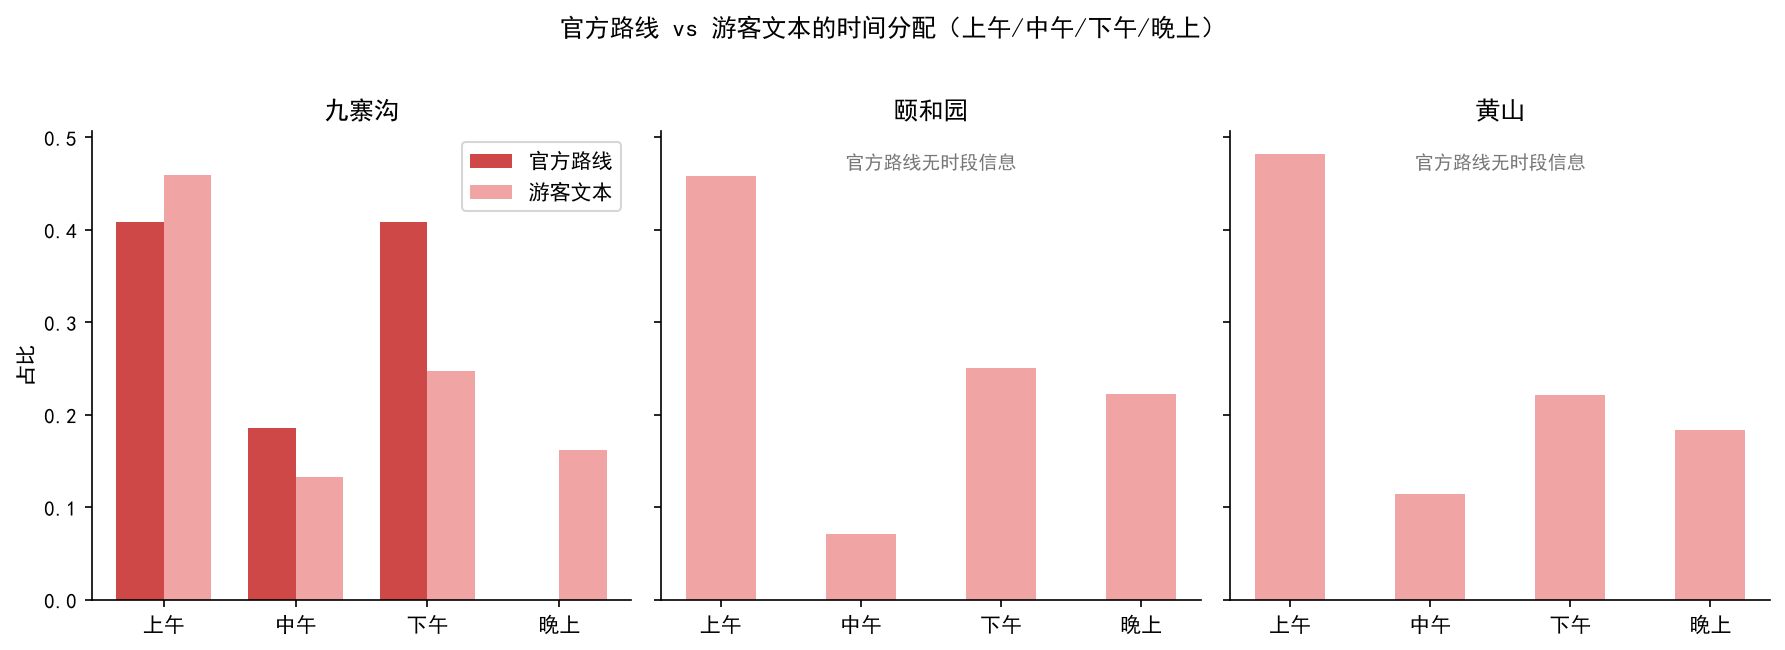 官方路线 vs 游客文本的时间分配（上午/中午/下午/晚上）
九寨沟
颐和园
黄山
官方路线
游客文本
官方路线无时段信息
官方路线无时段信息
占比
0.5
0.4
0.3
0.2
0.1
0.0
上午 中午 下午 晚上
上午 中午 下午 晚上
上午 中午 下午 晚上